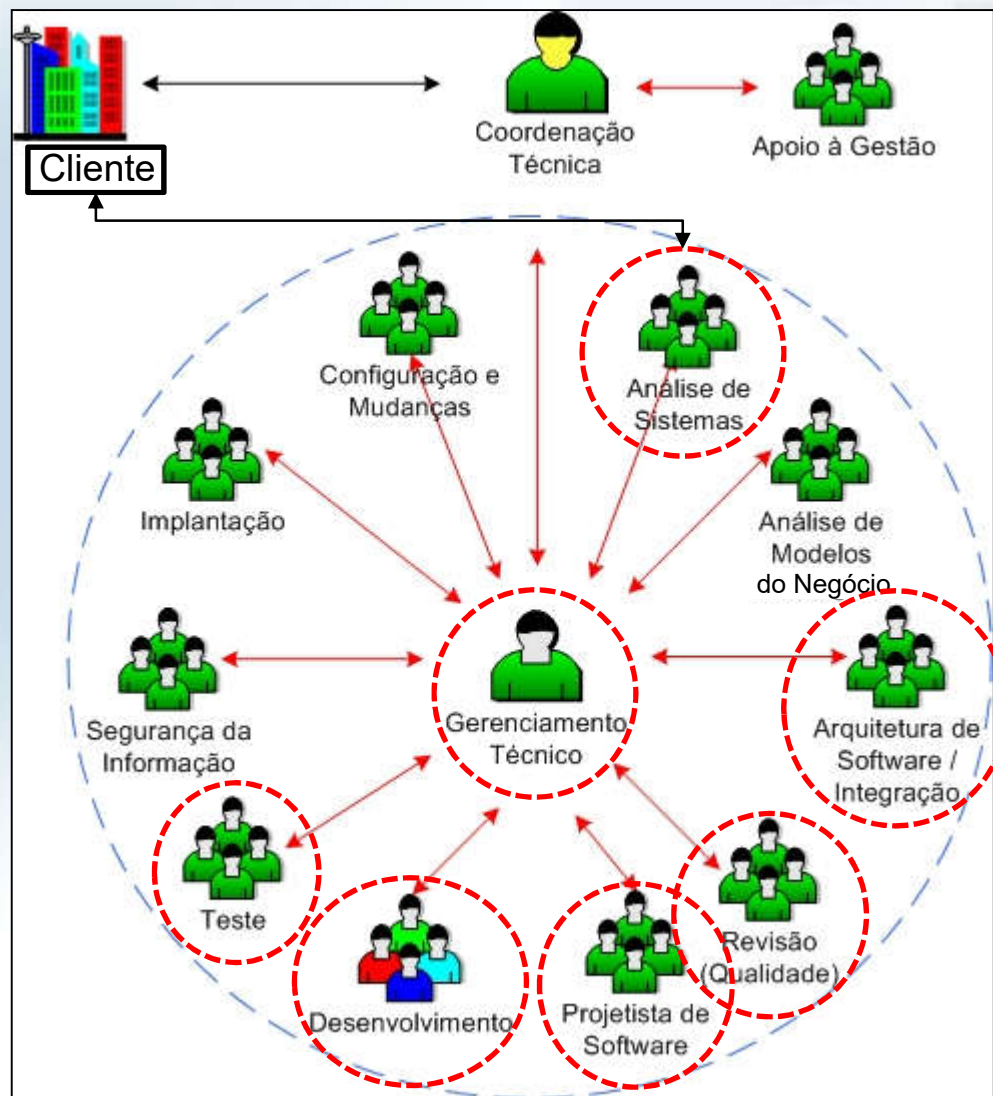 Cliente
Coordenação
Técnica
Apoio à Gestão
Configuração e
Mudanças
Análise de
Sistemas
Implantação
Análise de
Modelos
do Negócio
Segurança da
Informação
Gerenciamento
Técnico
Arquitetura de
Software /
Integração
Teste
Desenvolvimento
Projetista de
Software
Revisão
(Qualidade)